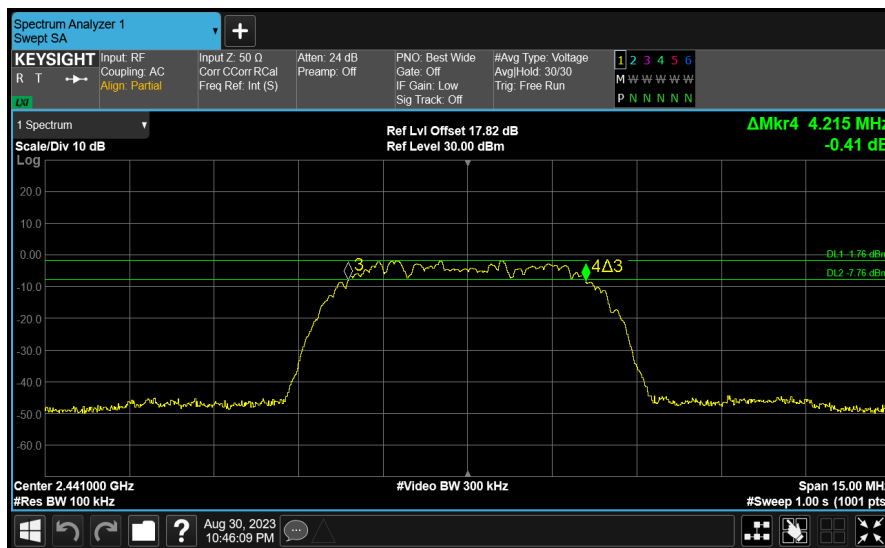 Spectrum Analyzer 1
Swept SA
+
KEYSIGHT Input: RF Input Z: 50 Ω Atten: 24 dB PNO: Best Wide #Avg Type: Voltage 1 2 3 4 5 6
R T Coupling: AC Corr CCorr RCal Preamp: Off Gate: Off Avg|Hold: 30/30 M W W W W W
Align: Partial Freq Ref: Int (S) IF Gain: Low Trig: Free Run
LXI Sig Track: Off P N N N N N
1 Spectrum Ref Lvl Offset 17.82 dB ΔMkr4 4.215 MHz
Scale/Div 10 dB Ref Level 30.00 dBm -0.41 dB
Log
20.0
10.0
0.00 DL1 -1.76 dBm
3 4Δ3
DL2 -7.76 dBm
-10.0
-20.0
-30.0
-40.0
-50.0
-60.0
Center 2.441000 GHz #Video BW 300 kHz Span 15.00 MHz
#Res BW 100 kHz #Sweep 1.00 s (1001 pts
? Aug 30, 2023
10:46:09 PM